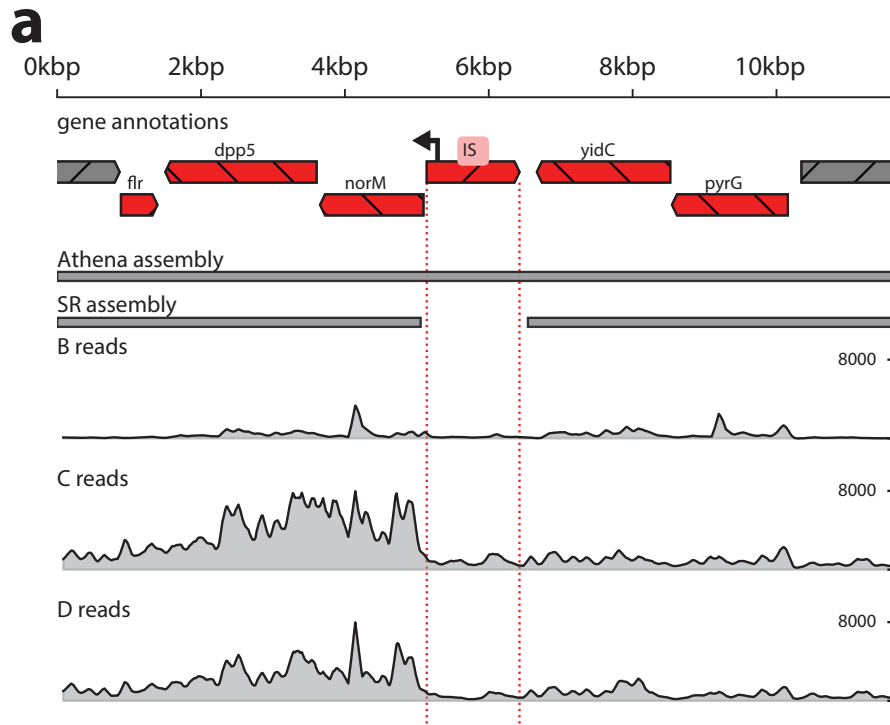 a
0kbp 2kbp 4kbp 6kbp 8kbp 10kbp
gene annotations
dpp5 IS yidC
flr norM pyrG
Athena assembly
SR assembly
B reads
8000
C reads
8000
D reads
8000